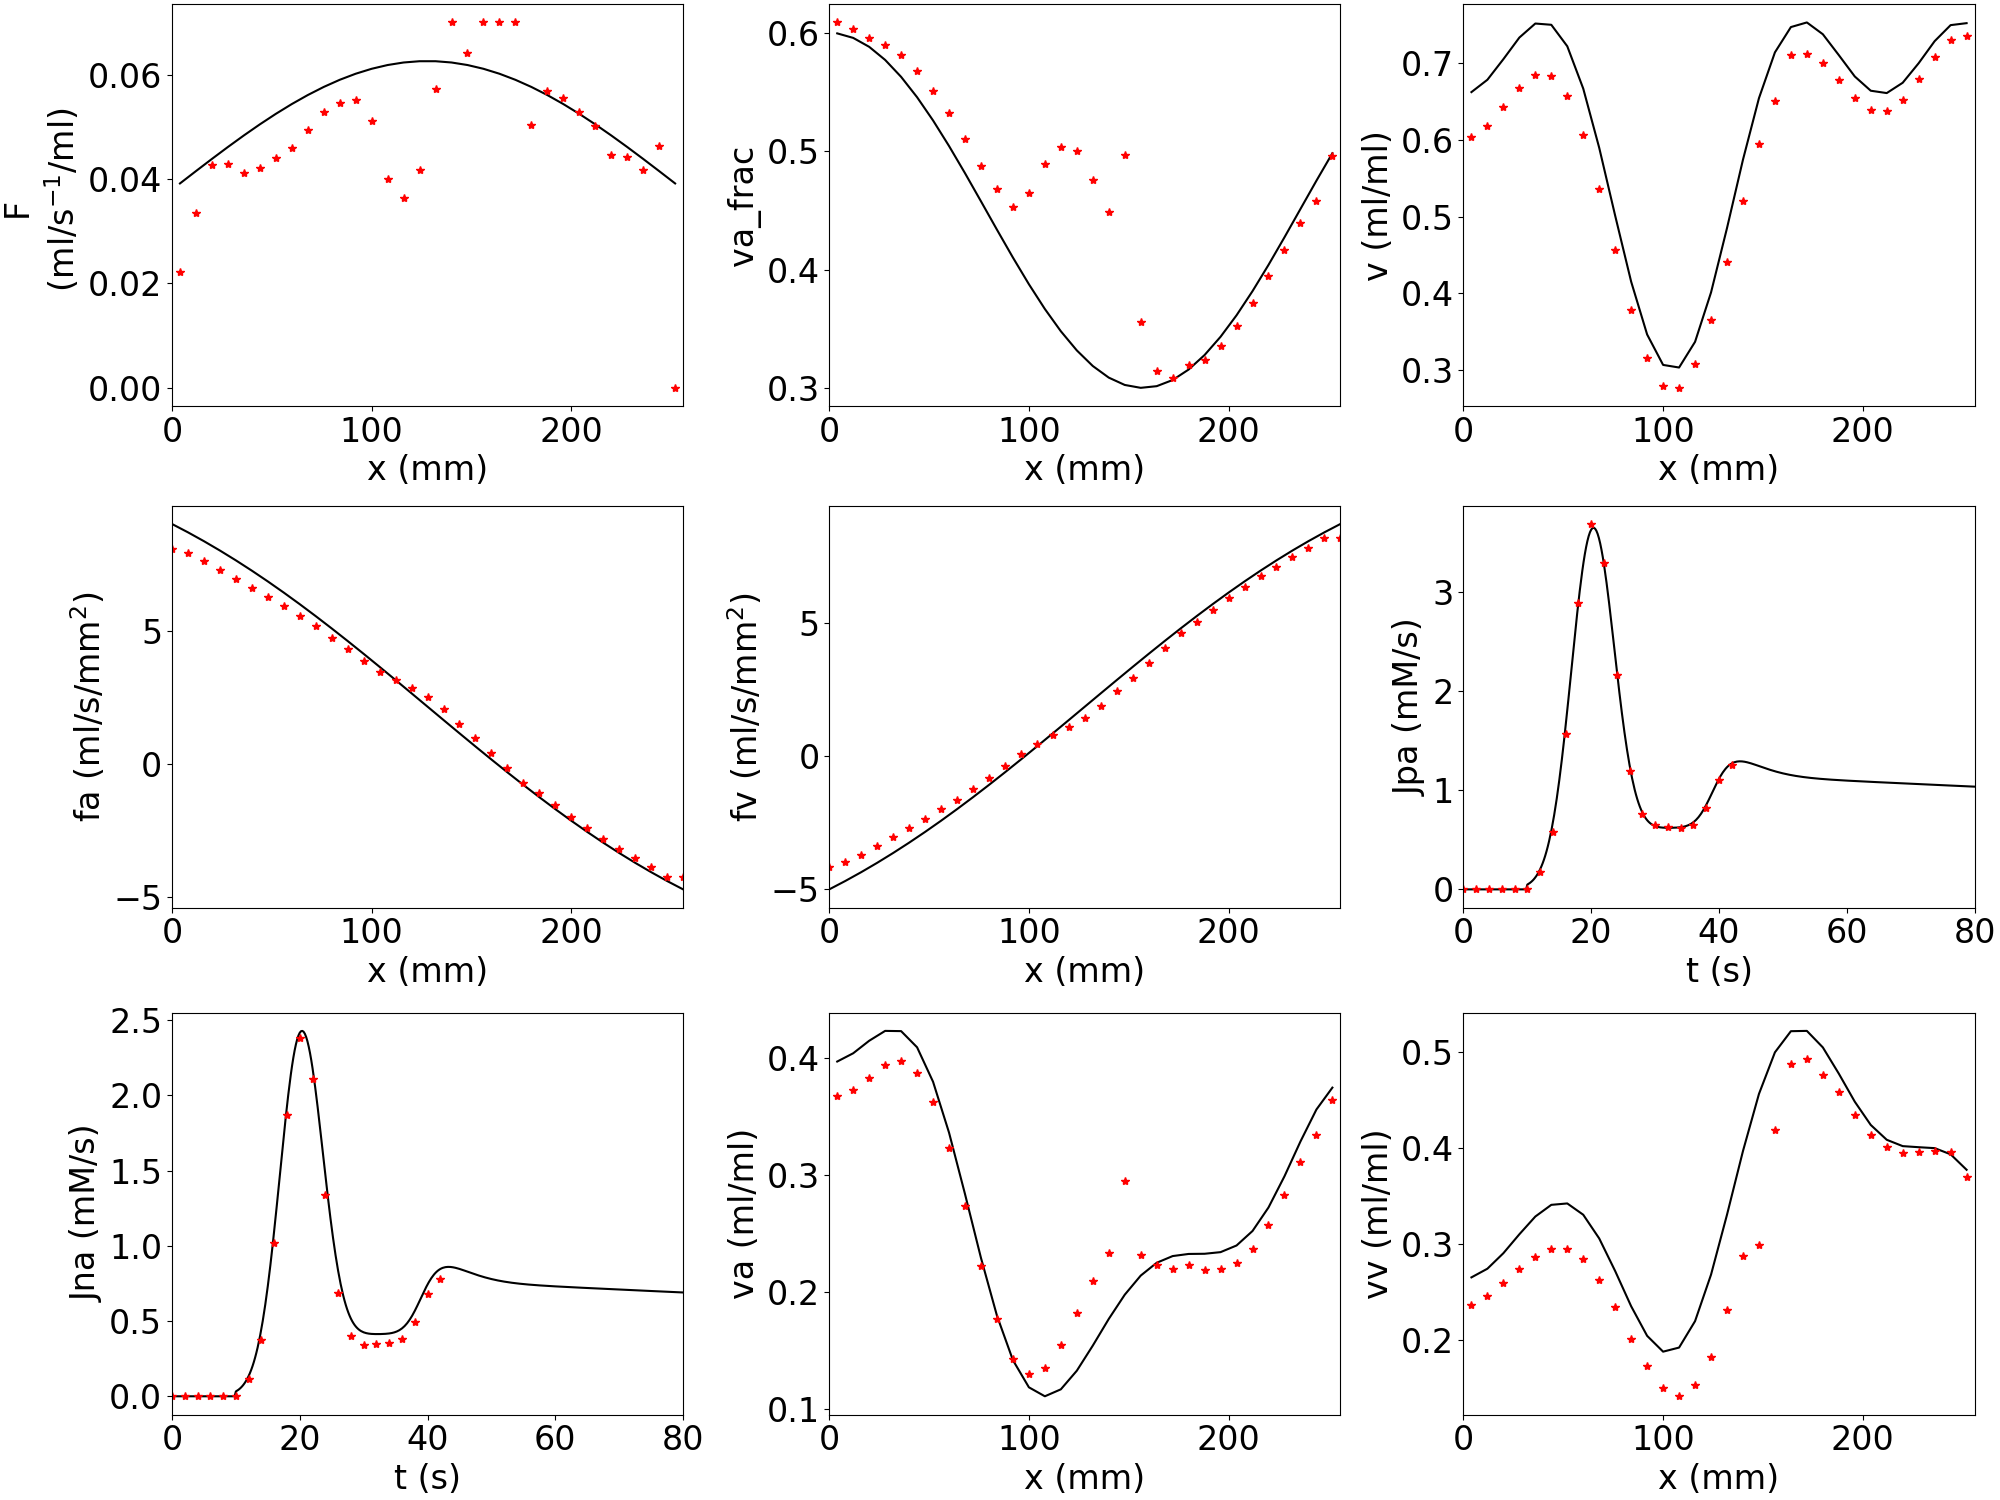 F
(ml/s⁻¹/ml)
0.06
0.04
0.02
0.00
0 100 200
x (mm)
va_frac
0.6
0.5
0.4
0.3
0 100 200
x (mm)
v (ml/ml)
0.7
0.6
0.5
0.4
0.3
0 100 200
x (mm)
fa (ml/s/mm²)
5
0
−5
0 100 200
x (mm)
fv (ml/s/mm²)
5
0
−5
0 100 200
x (mm)
Jpa (mM/s)
3
2
1
0
0 20 40 60 80
t (s)
Jna (mM/s)
2.5
2.0
1.5
1.0
0.5
0.0
0 20 40 60 80
t (s)
va (ml/ml)
0.4
0.3
0.2
0.1
0 100 200
x (mm)
vv (ml/ml)
0.5
0.4
0.3
0.2
0 100 200
x (mm)